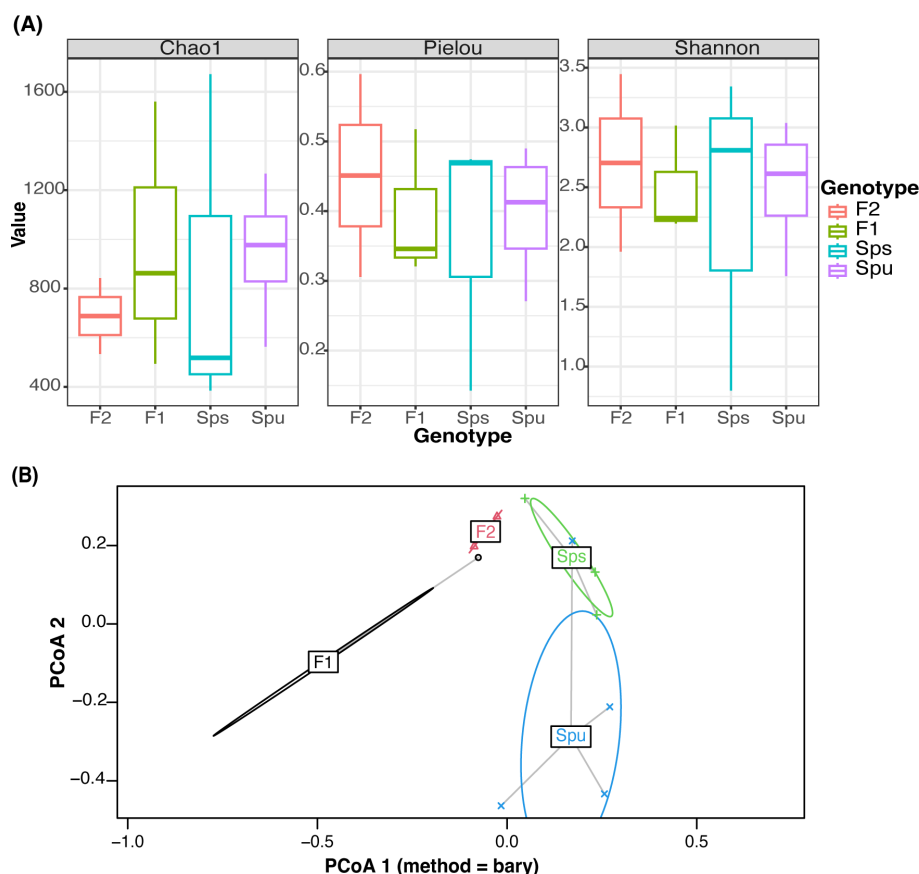 (A)
Chao1
Pielou
Shannon
Value
1600
1200
800
400
0.6
0.5
0.4
0.3
0.2
3.5
3.0
2.5
2.0
1.5
1.0
F2 F1 Sps Spu
F2 F1 Sps Spu
F2 F1 Sps Spu
Genotype
Genotype
F2
F1
Sps
Spu
(B)
PCoA 2
0.2
0.0
−0.2
−0.4
F2
Sps
F1
Spu
−1.0 −0.5 0.0 0.5
PCoA 1 (method = bary)